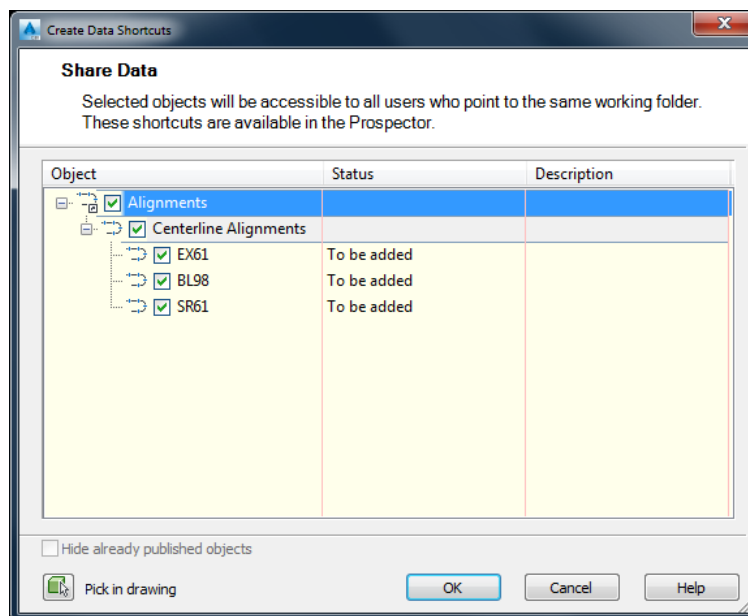 Create Data Shortcuts
Share Data
Selected objects will be accessible to all users who point to the same working folder.
These shortcuts are available in the Prospector.
Object Status Description
Alignments
Centerline Alignments
EX61 To be added
BL98 To be added
SR61 To be added
Hide already published objects
Pick in drawing OK Cancel Help